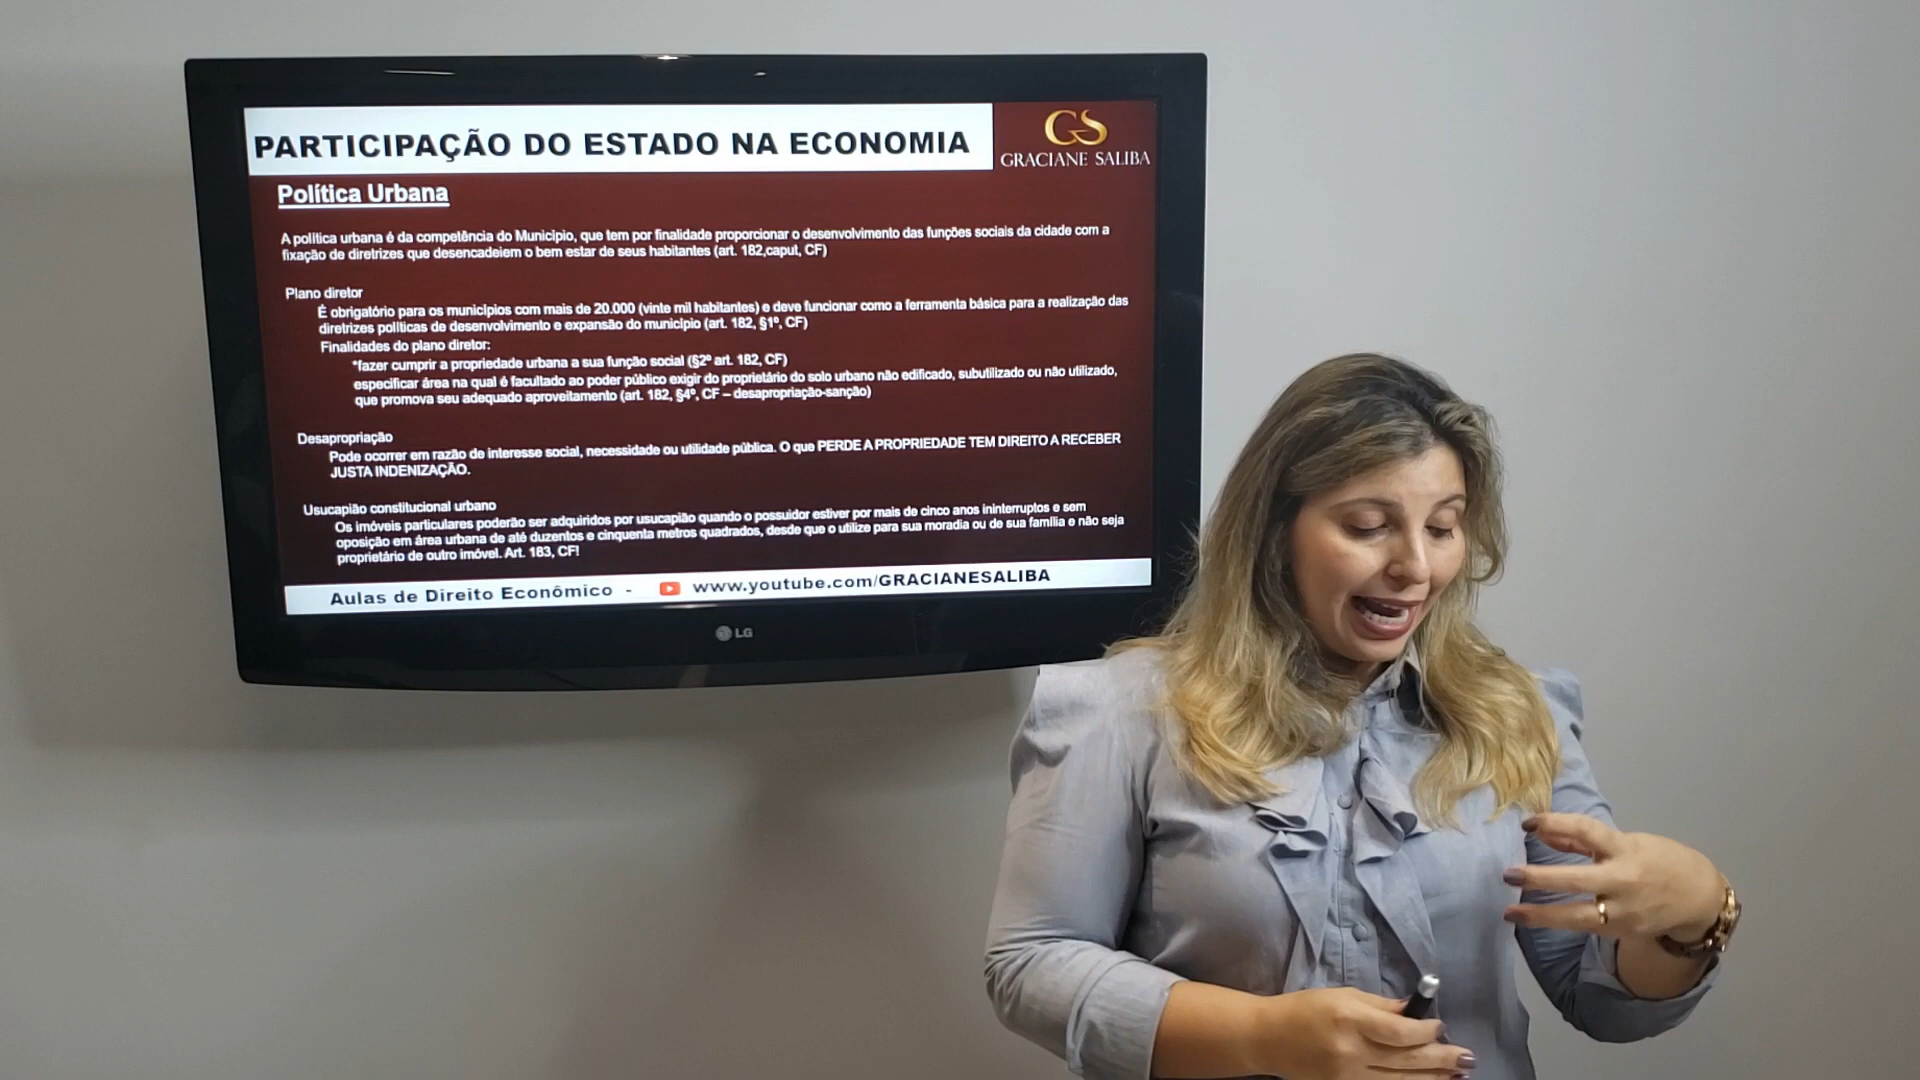 PARTICIPAÇÃO DO ESTADO NA ECONOMIA
GS
GRACIANE SALIBA
Política Urbana
A política urbana é da competência do Município, que tem por finalidade proporcionar o desenvolvimento das funções sociais da cidade com a
fixação de diretrizes que desencadeiem o bem estar de seus habitantes (art. 182,caput, CF)
Plano diretor
É obrigatório para os municípios com mais de 20.000 (vinte mil habitantes) e deve funcionar como a ferramenta básica para a realização das
diretrizes políticas de desenvolvimento e expansão do município (art. 182, §1º, CF)
Finalidades do plano diretor:
*fazer cumprir a propriedade urbana a sua função social (§2º art. 182, CF)
especificar área na qual é facultado ao poder público exigir do proprietário do solo urbano não edificado, subutilizado ou não utilizado,
que promova seu adequado aproveitamento (art. 182, §4º, CF – desapropriação-sanção)
Desapropriação
Pode ocorrer em razão de interesse social, necessidade ou utilidade pública. O que PERDE A PROPRIEDADE TEM DIREITO A RECEBER
JUSTA INDENIZAÇÃO.
Usucapião constitucional urbano
Os imóveis particulares poderão ser adquiridos por usucapião quando o possuidor estiver por mais de cinco anos ininterruptos e sem
oposição em área urbana de até duzentos e cinquenta metros quadrados, desde que o utilize para sua moradia ou de sua família e não seja
proprietário de outro imóvel. Art. 183, CF!
Aulas de Direito Econômico - www.youtube.com/GRACIANESALIBA
LG